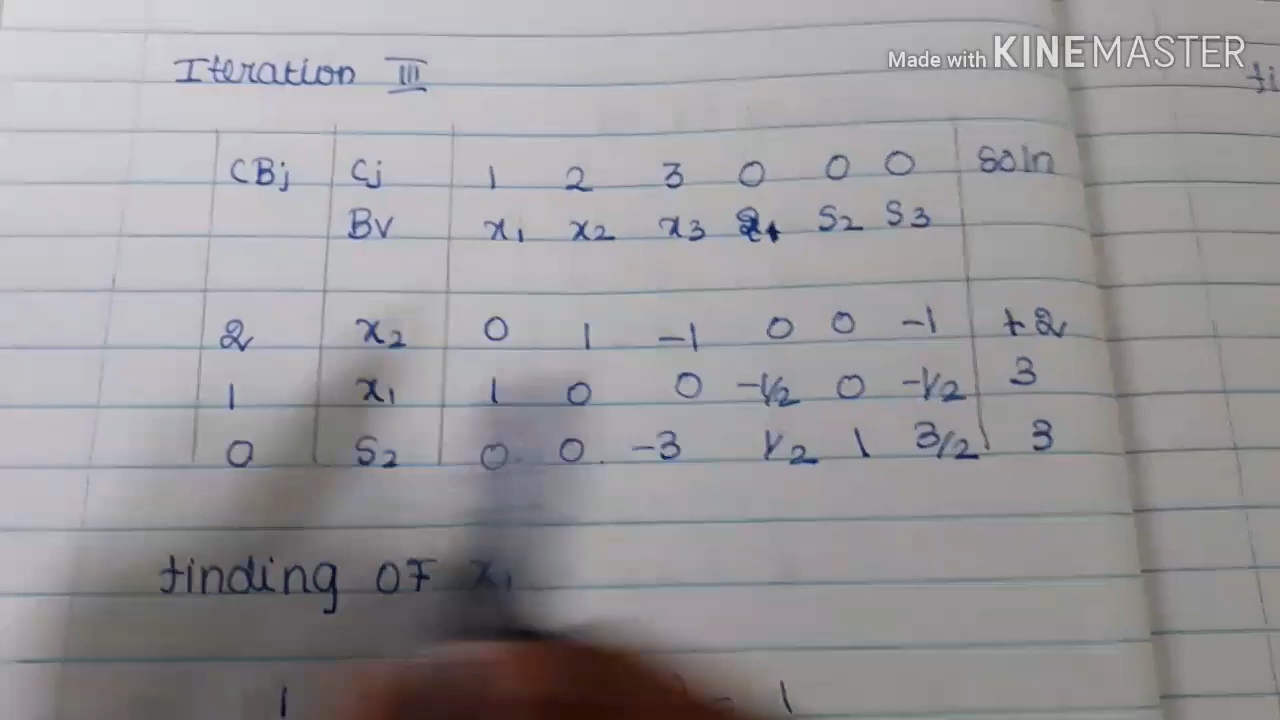 Made with KINEMASTER
Iteration III
CBj Cj 1 2 3 0 0 0 Soln
BV x1 x2 x3 S2 S3
2 x2 0 1 -1 0 0 -1 +2
1 x1 1 0 0 -1/2 0 -1/2 3
0 S2 0 0 -3 1/2 1 3/2 3
finding of x1